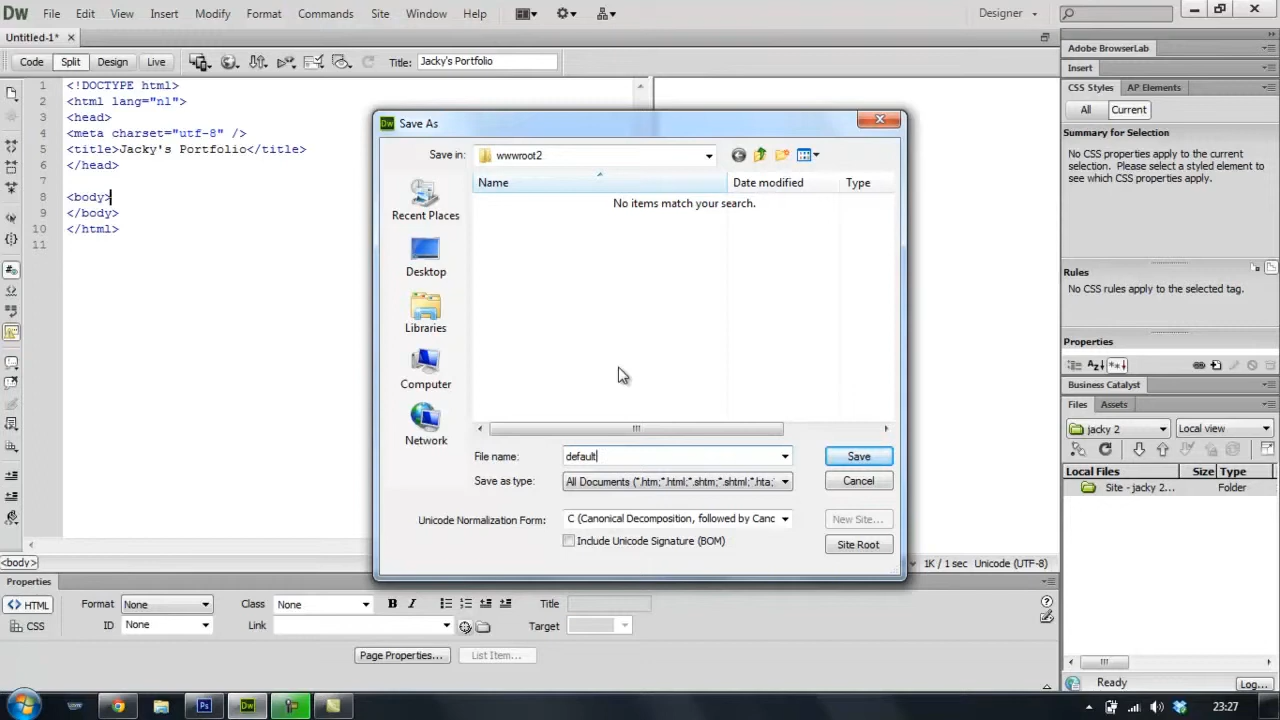 Dw File Edit View Insert Modify Format Commands Site Window Help Designer
Untitled-1* ×
Code Split Design Live Title: Jacky's Portfolio
1 <!DOCTYPE html>
2 <html lang="nl">
3 <head>
4 <meta charset="utf-8" />
5 <title>Jacky's Portfolio</title>
6 </head>
7
8 <body>
9 </body>
10 </html>
11
Dw Save As
Save in: wwwroot2
Name Date modified Type
No items match your search.
Recent Places
Desktop
Libraries
Computer
Network
File name: default Save
Save as type: All Documents (*.htm;*.html;*.shtm;*.shtml;*.hta; Cancel
Unicode Normalization Form: C (Canonical Decomposition, followed by Canc New Site...
Include Unicode Signature (BOM)
Site Root
Adobe BrowserLab
Insert
CSS Styles AP Elements
All Current
Summary for Selection
No CSS properties apply to the current
selection. Please select a styled element to
see which CSS properties apply.
Rules
No CSS rules apply to the selected tag.
Properties
Business Catalyst
Files Assets
jacky 2 Local view
Local Files Size Type
Site - jacky 2... Folder
Ready Log...
<body> 1K / 1 sec Unicode (UTF-8)
Properties
<> HTML Format None Class None B I Title
CSS ID None Link Target
Page Properties... List Item...
Ps Dw 23:27